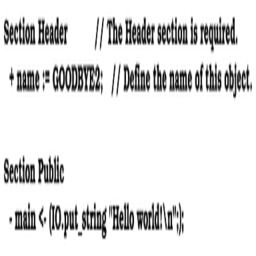 Section Header // The Header section is required.
+ name := GOODBYE2; // Define the name of this object.
Section Public
- main <- (IO.put_string "Hello world!\n";);